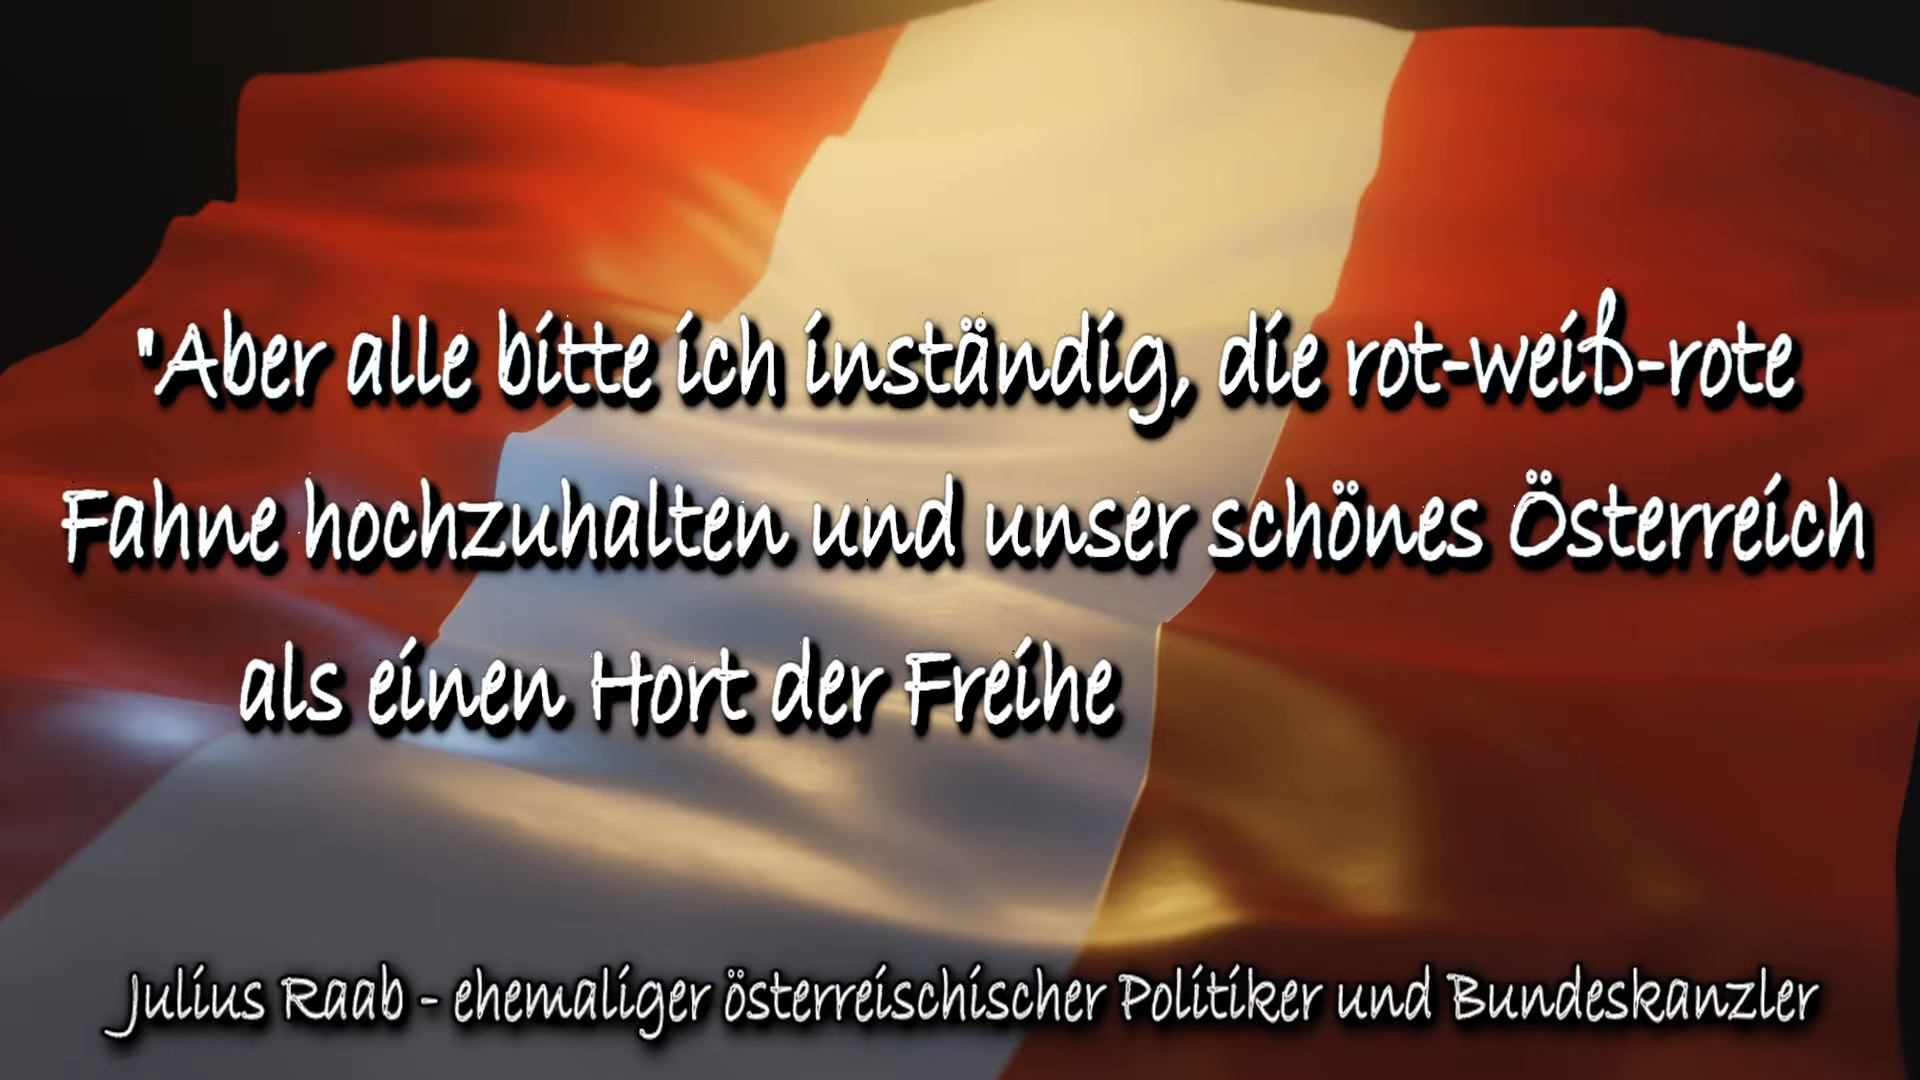 "Aber alle bitte ich inständig, die rot-weiß-rote
Fahne hochzuhalten und unser schönes Österreich
als einen Hort der Freihe
Julius Raab - ehemaliger österreischischer Politiker und Bundeskanzler